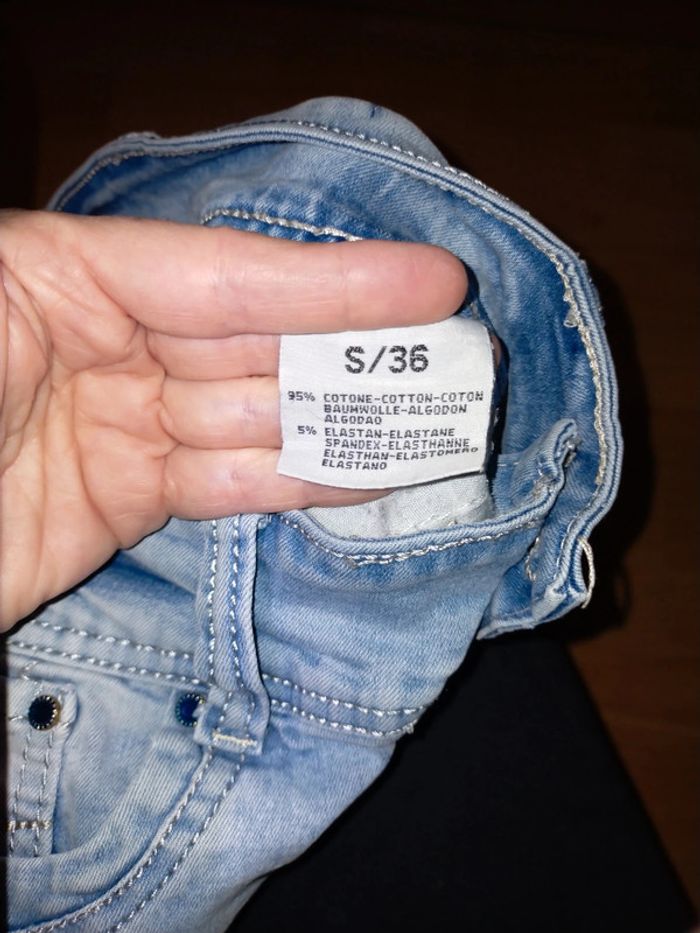 S/36
95% COTONE-COTTON-COTON
BAUMWOLLE-ALGODON
ALGODAO
5% ELASTAN-ELASTANE
SPANDEX-ELASTHANNE
ELASTHAN-ELASTOMERO
ELASTANO